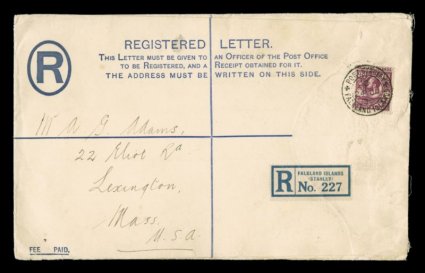 REGISTERED LETTER.
THIS LETTER MUST BE GIVEN TO AN OFFICER OF THE POST OFFICE
TO BE REGISTERED, AND A RECEIPT OBTAINED FOR IT.
THE ADDRESS MUST BE WRITTEN ON THIS SIDE.
R
Mr A G Adams,
22 Eliot Rd
Lexington,
Mass.
U.S.A.
R
FALKLAND ISLANDS
(STANLEY)
No. 227
FEE PAID.